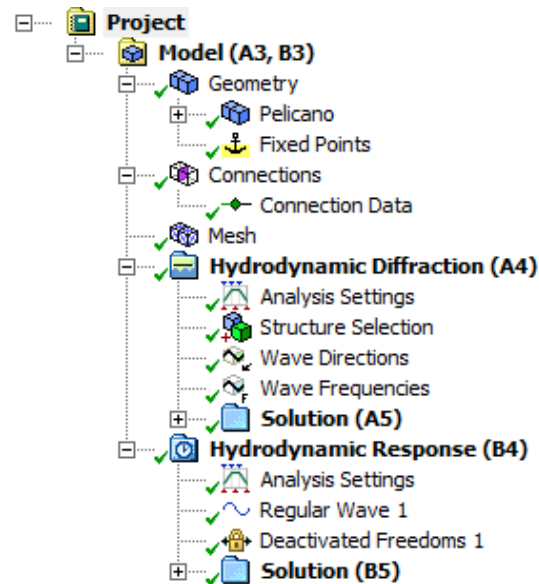 Project
Model (A3, B3)
Geometry
Pelicano
Fixed Points
Connections
Connection Data
Mesh
Hydrodynamic Diffraction (A4)
Analysis Settings
Structure Selection
Wave Directions
Wave Frequencies
Solution (A5)
Hydrodynamic Response (B4)
Analysis Settings
Regular Wave 1
Deactivated Freedoms 1
Solution (B5)